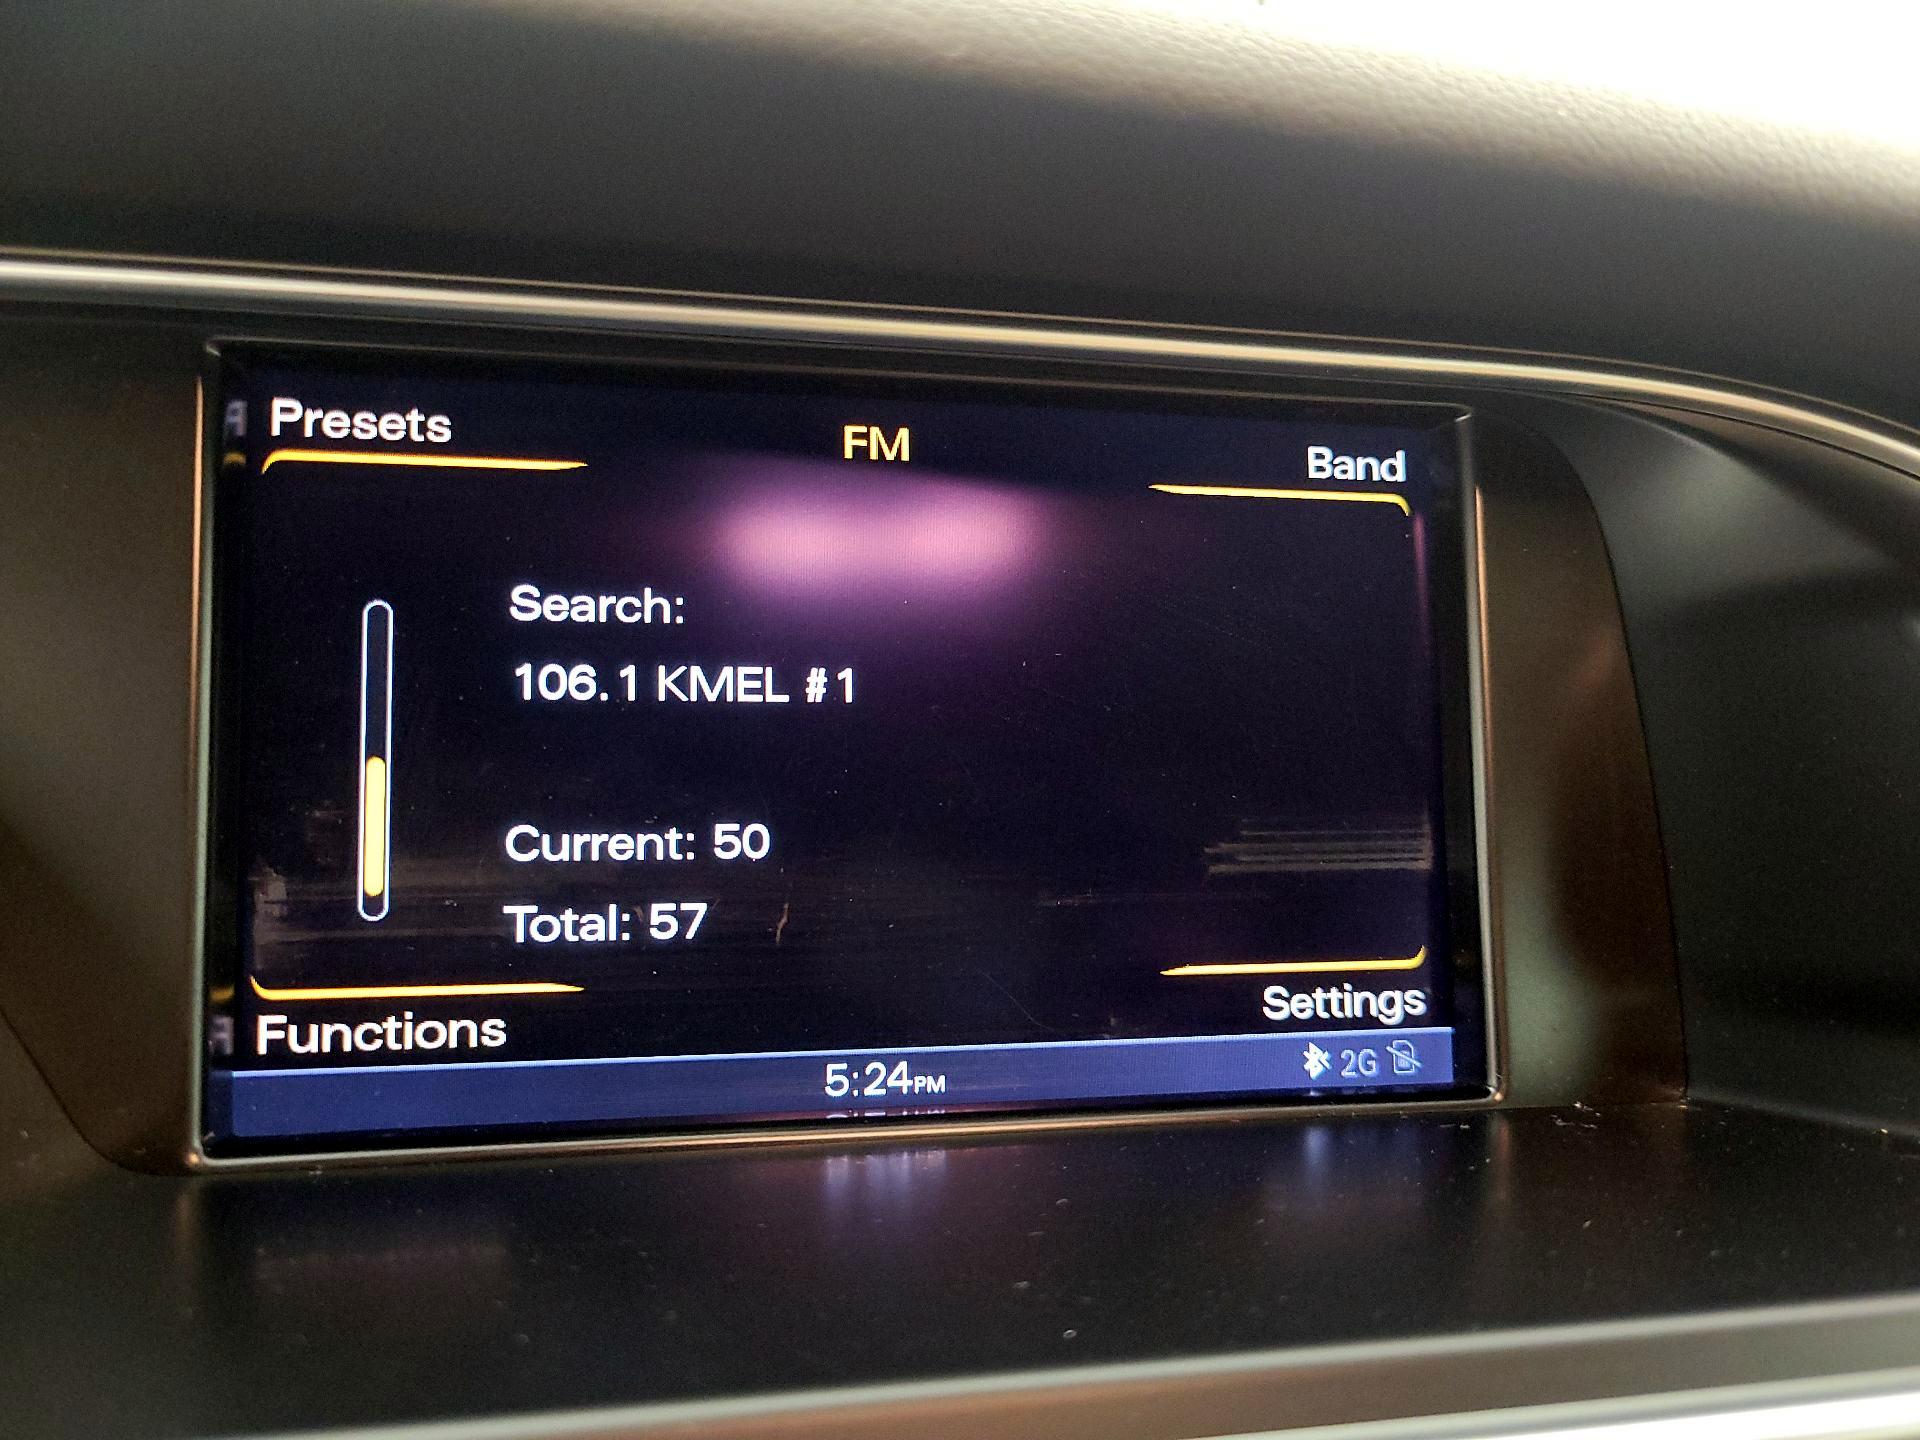 Presets
FM
Band
Search:
106.1 KMEL #1
Current: 50
Total: 57
Functions
Settings
5:24PM
2G